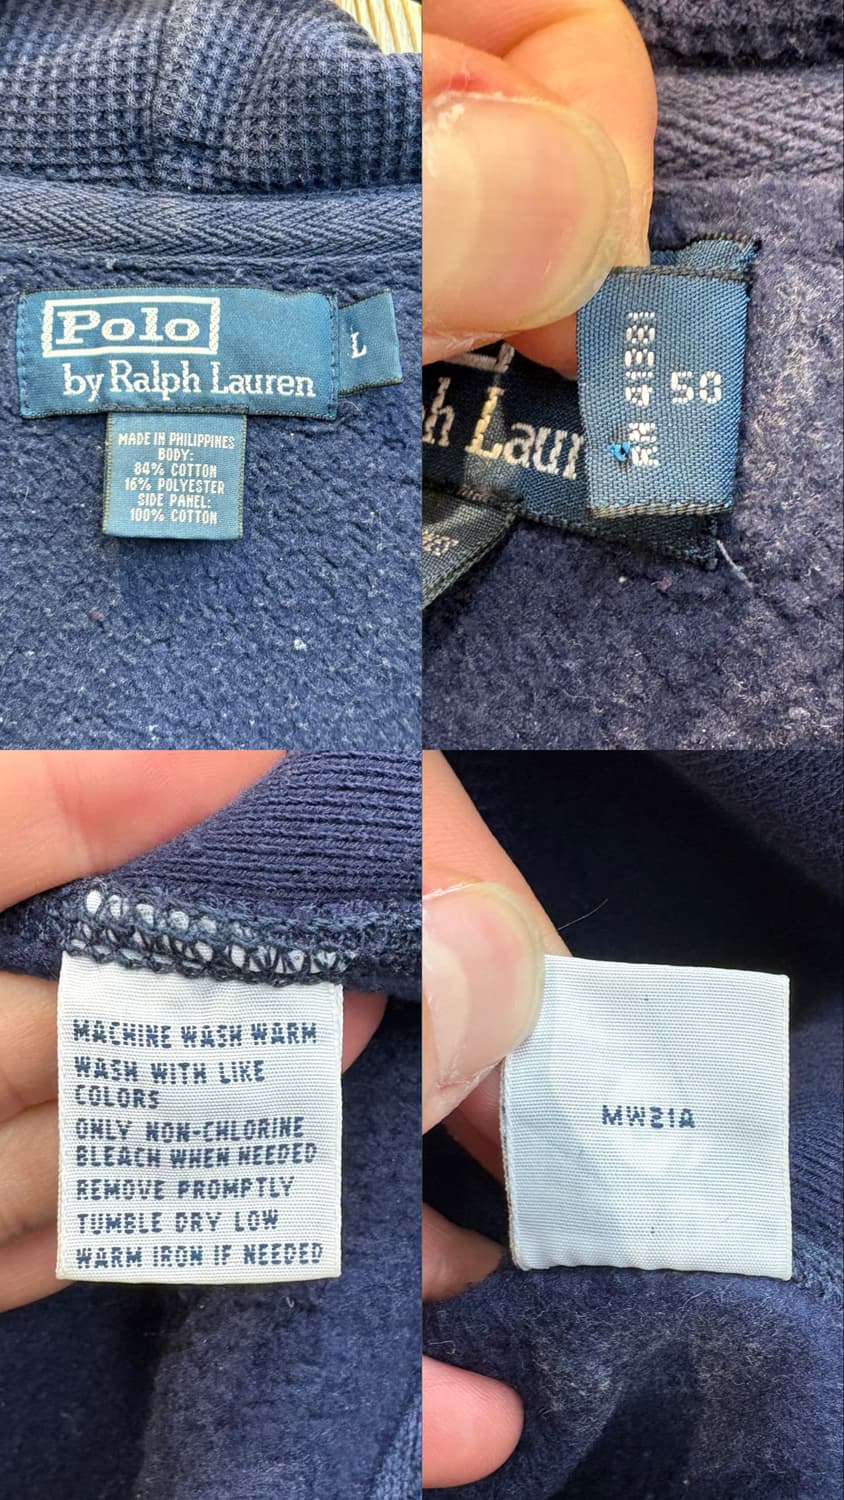 Polo
by Ralph Lauren
L
MADE IN PHILIPPINES
BODY:
84% COTTON
16% POLYESTER
SIDE PANEL:
100% COTTON
RN 41381
50
h Laur
MACHINE WASH WARM
WASH WITH LIKE
COLORS
ONLY NON-CHLORINE
BLEACH WHEN NEEDED
REMOVE PROMPTLY
TUMBLE DRY LOW
WARM IRON IF NEEDED
MW21A